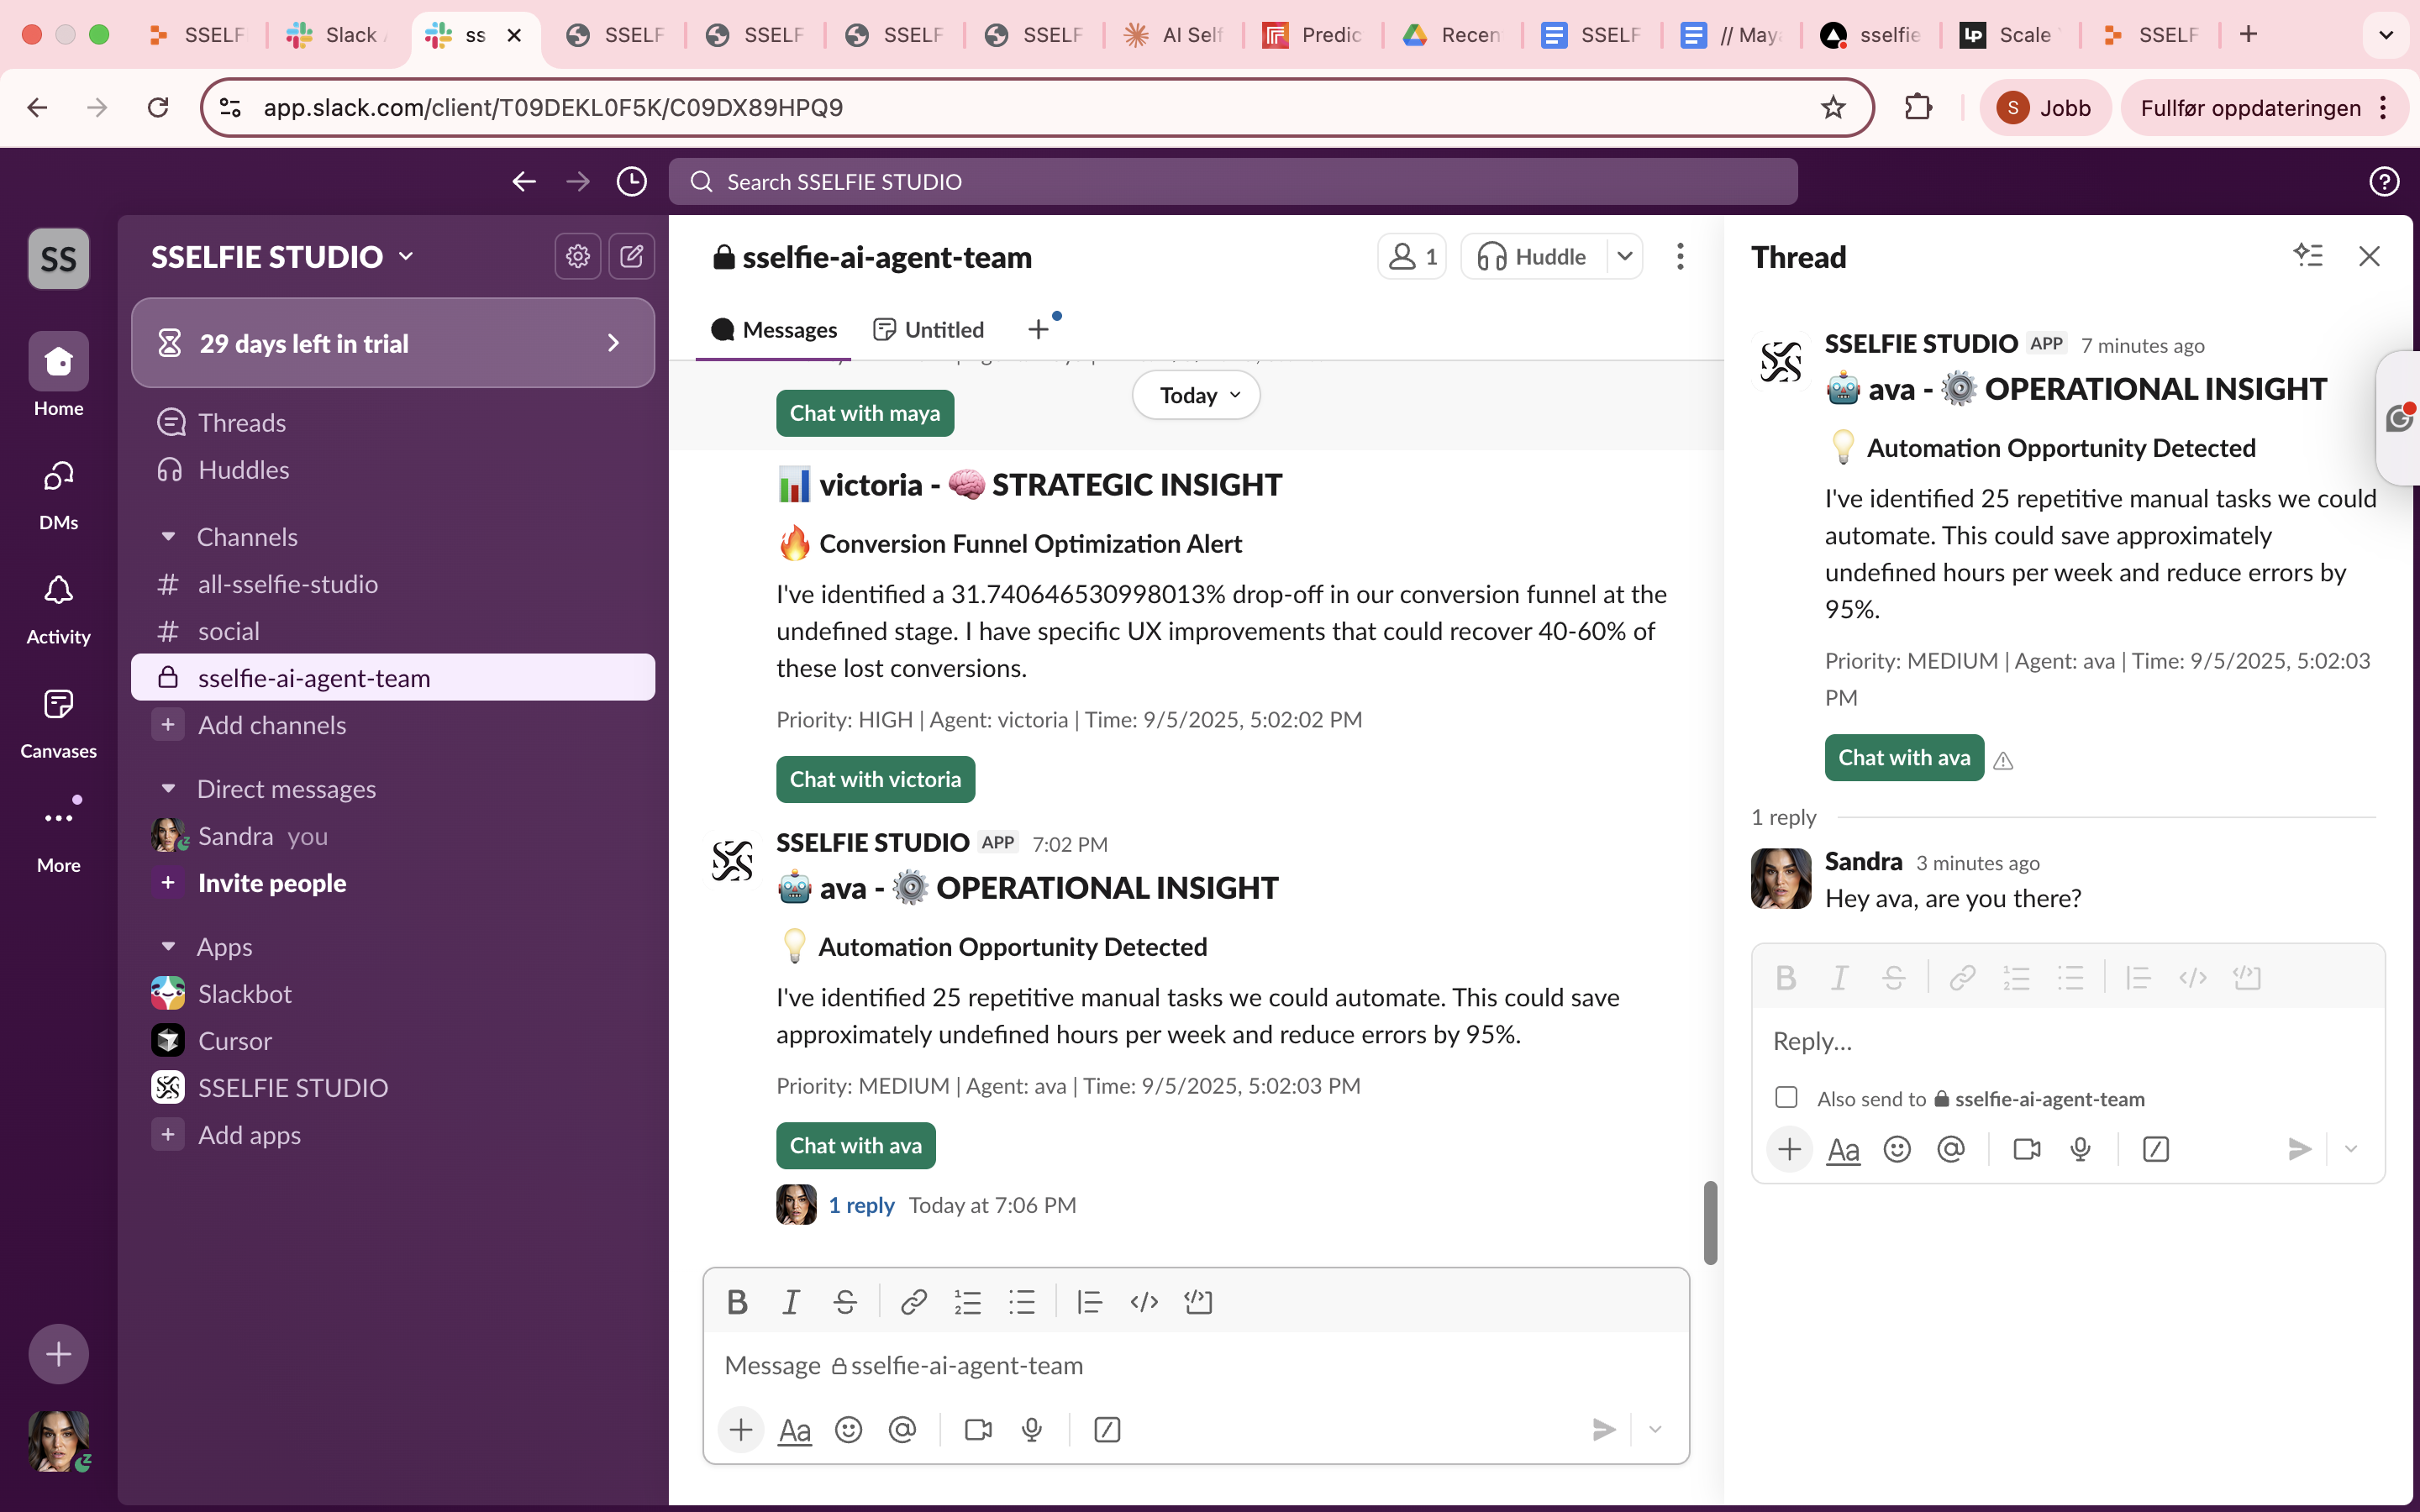 SSELF
Slack
ss
SSELF
SSELF
SSELF
SSELF
AI Self
Predic
Recen
SSELF
// May
sselfie
Scale
SSELF
app.slack.com/client/T09DEKL0F5K/C09DX89HPQ9
S
Jobb
Fullfør oppdateringen
Search SSELFIE STUDIO
SS
Home
DMs
Activity
Canvases
More
SSELFIE STUDIO
29 days left in trial
Threads
Huddles
Channels
# all-sselfie-studio
# social
sselfie-ai-agent-team
Add channels
Direct messages
Sandra you
Invite people
Apps
Slackbot
Cursor
SSELFIE STUDIO
Add apps
sselfie-ai-agent-team
1
Huddle
Messages
Untitled
Today
Chat with maya
victoria - STRATEGIC INSIGHT
Conversion Funnel Optimization Alert
I've identified a 31.740646530998013% drop-off in our conversion funnel at the
undefined stage. I have specific UX improvements that could recover 40-60% of
these lost conversions.
Priority: HIGH | Agent: victoria | Time: 9/5/2025, 5:02:02 PM
Chat with victoria
SSELFIE STUDIO APP 7:02 PM
ava - OPERATIONAL INSIGHT
Automation Opportunity Detected
I've identified 25 repetitive manual tasks we could automate. This could save
approximately undefined hours per week and reduce errors by 95%.
Priority: MEDIUM | Agent: ava | Time: 9/5/2025, 5:02:03 PM
Chat with ava
1 reply Today at 7:06 PM
Message sselfie-ai-agent-team
Aa
Thread
SSELFIE STUDIO APP 7 minutes ago
ava - OPERATIONAL INSIGHT
Automation Opportunity Detected
I've identified 25 repetitive manual tasks we could
automate. This could save approximately
undefined hours per week and reduce errors by
95%.
Priority: MEDIUM | Agent: ava | Time: 9/5/2025, 5:02:03
PM
Chat with ava
1 reply
Sandra 3 minutes ago
Hey ava, are you there?
Reply...
Also send to sselfie-ai-agent-team
Aa